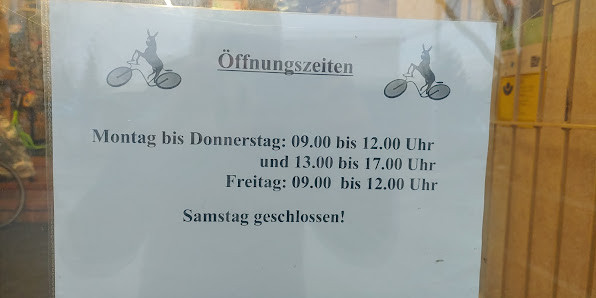 Öffnungszeiten
Montag bis Donnerstag: 09.00 bis 12.00 Uhr
und 13.00 bis 17.00 Uhr
Freitag: 09.00 bis 12.00 Uhr
Samstag geschlossen!